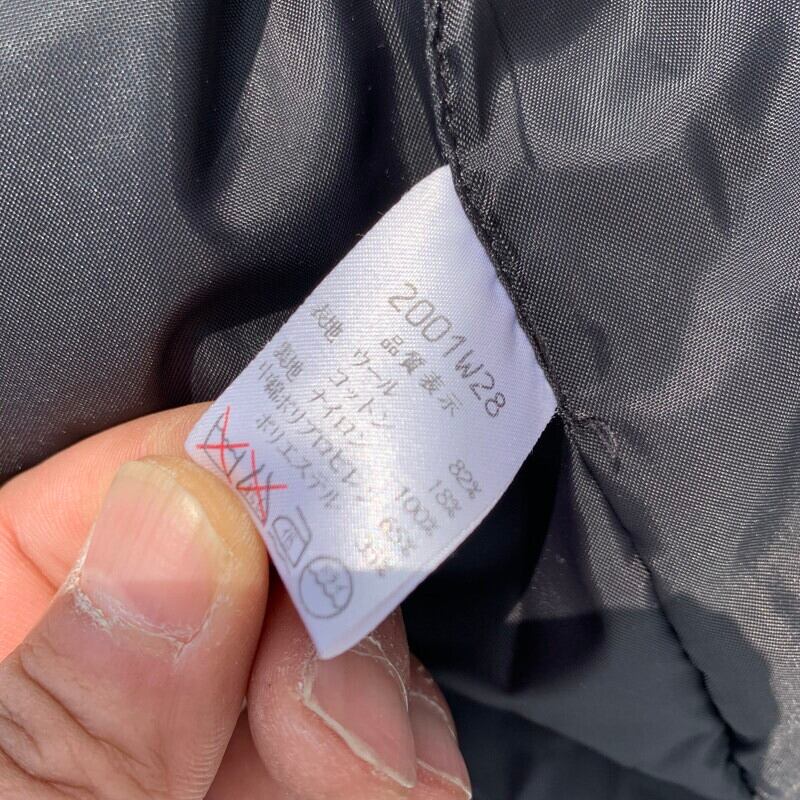 2001W28
品質表示
表地 ウール 82%
コットン 18%
裏地 ナイロン 100%
中綿 ポリプロピレン 65%
ポリエステル 35%